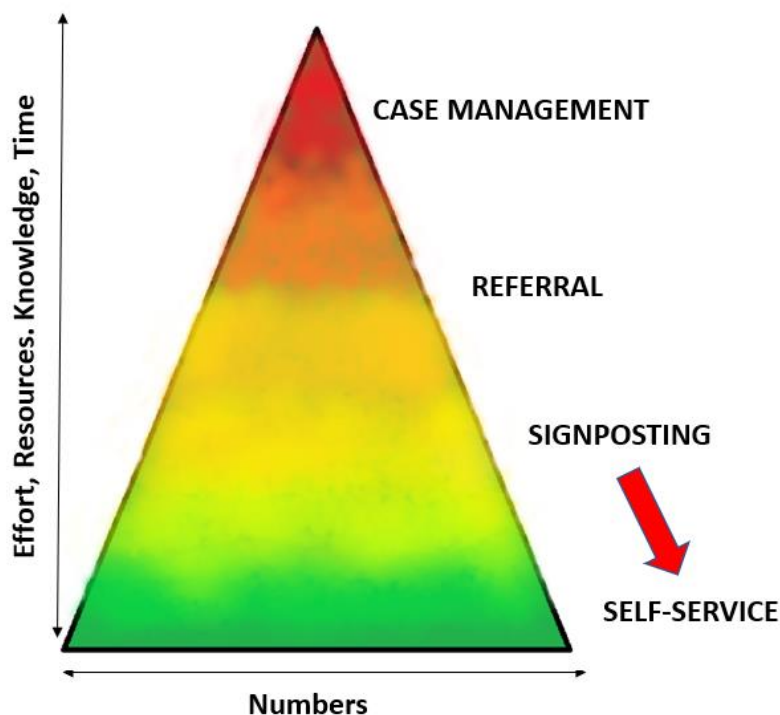 CASE MANAGEMENT
Effort, Resources. Knowledge, Time
REFERRAL
SIGNPOSTING
SELF-SERVICE
Numbers